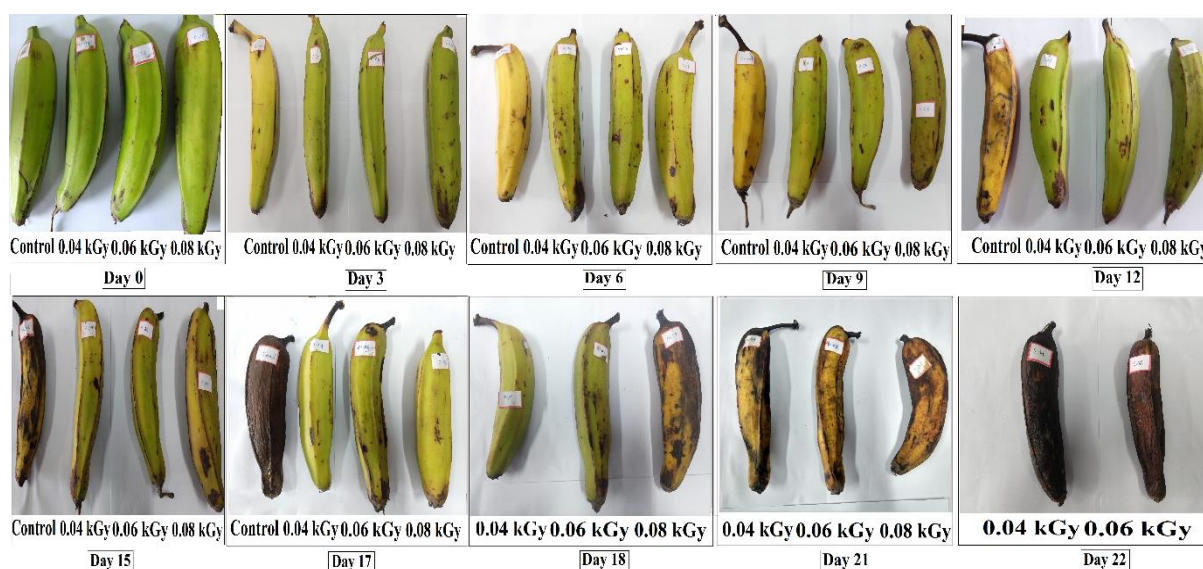 Control 0.04 kGy 0.06 kGy 0.08 kGy
Day 0
Control 0.04 kGy 0.06 kGy 0.08 kGy
Day 3
Control 0.04 kGy 0.06 kGy 0.08 kGy
Day 6
Control 0.04 kGy 0.06 kGy 0.08 kGy
Day 9
Control 0.04 kGy 0.06 kGy 0.08 kGy
Day 12
Control 0.04 kGy 0.06 kGy 0.08 kGy
Day 15
Control 0.04 kGy 0.06 kGy 0.08 kGy
Day 17
0.04 kGy 0.06 kGy 0.08 kGy
Day 18
0.04 kGy 0.06 kGy 0.08 kGy
Day 21
0.04 kGy 0.06 kGy
Day 22